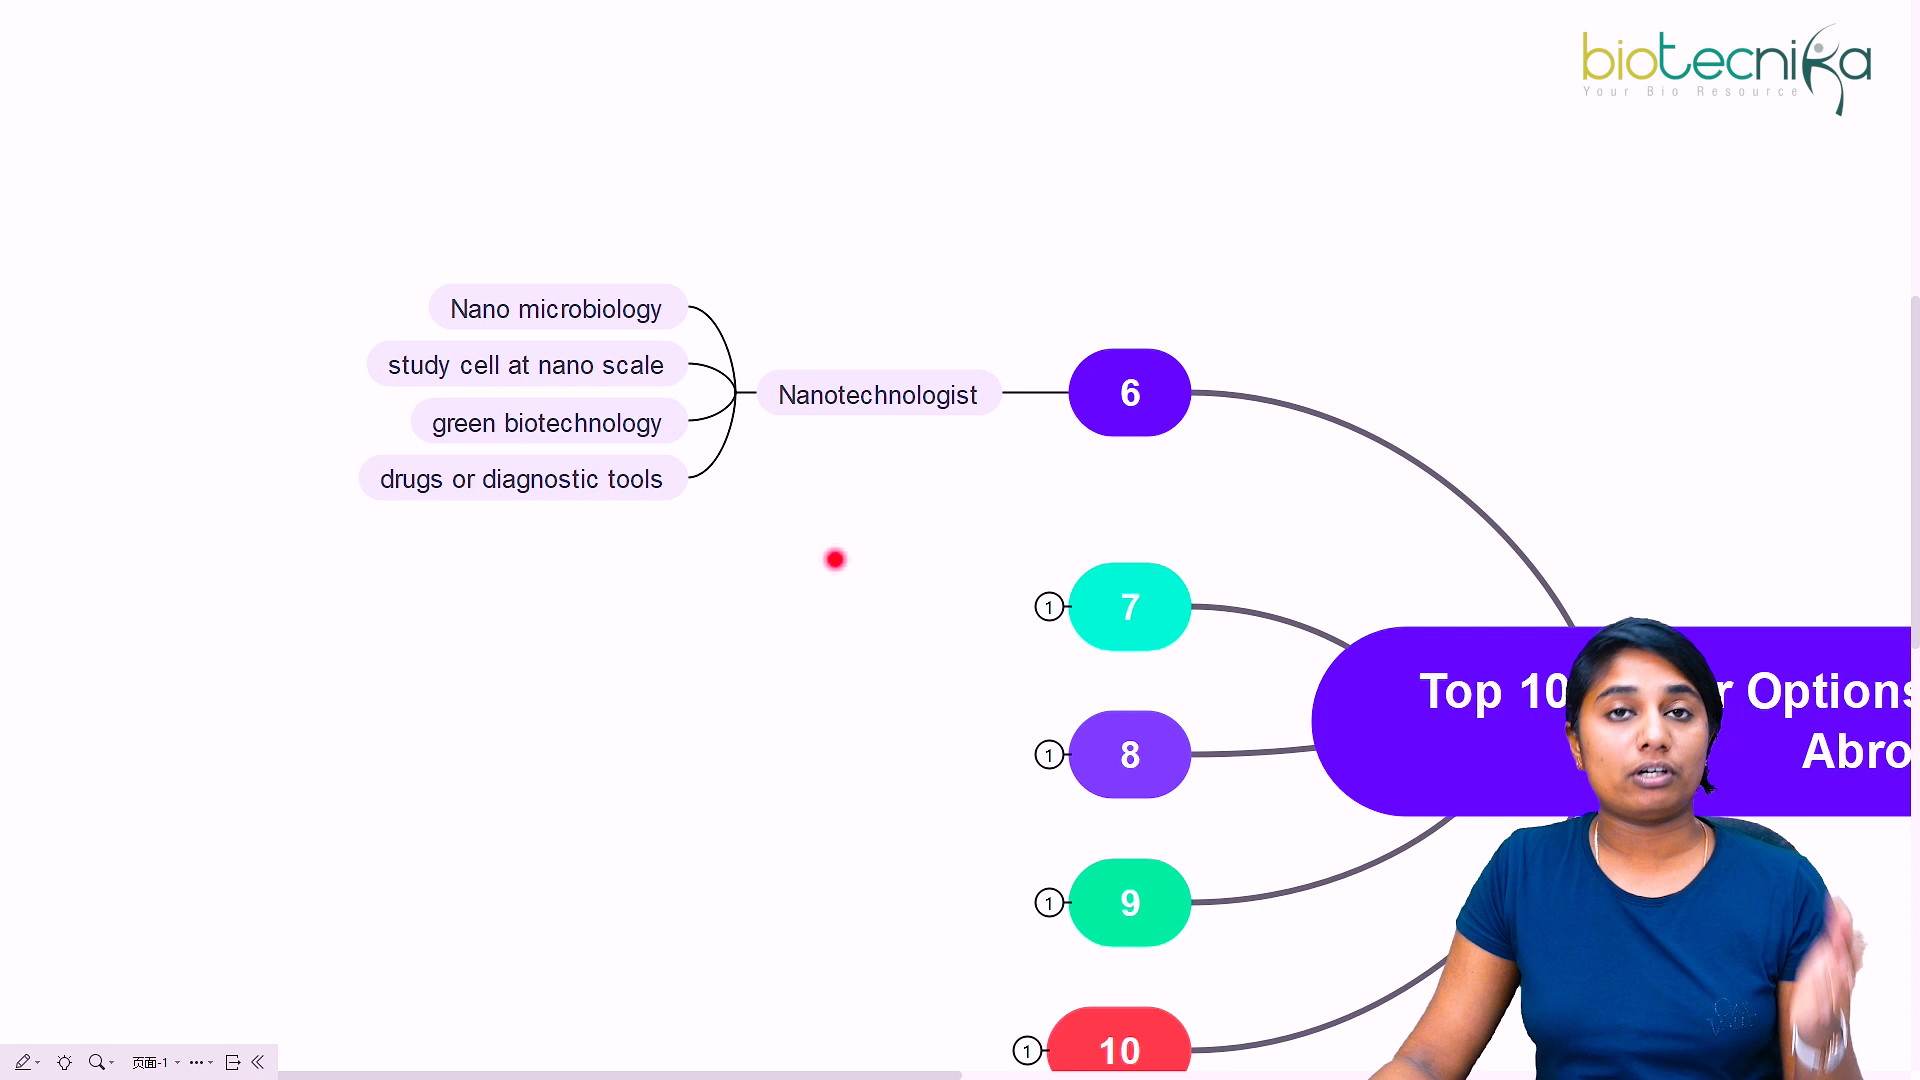 biotecnika
Your Bio Resource
Nano microbiology
study cell at nano scale
green biotechnology
drugs or diagnostic tools
Nanotechnologist
6
1
7
1
8
1
9
1
10
Top 10 Options
Abro
页面-1